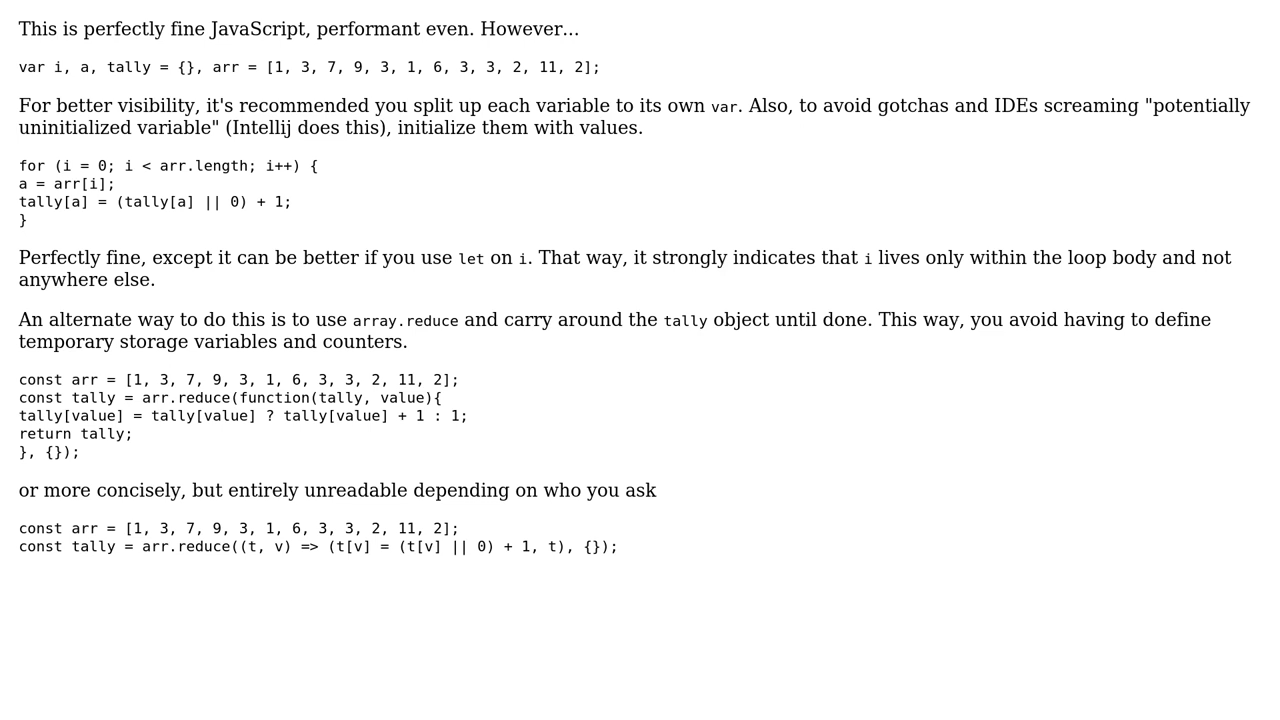 This is perfectly fine JavaScript, performant even. However...
var i, a, tally = {}, arr = [1, 3, 7, 9, 3, 1, 6, 3, 3, 2, 11, 2];
For better visibility, it's recommended you split up each variable to its own var. Also, to avoid gotchas and IDEs screaming "potentially
uninitialized variable" (Intellij does this), initialize them with values.
for (i = 0; i < arr.length; i++) {
a = arr[i];
tally[a] = (tally[a] || 0) + 1;
}
Perfectly fine, except it can be better if you use let on i. That way, it strongly indicates that i lives only within the loop body and not
anywhere else.
An alternate way to do this is to use array.reduce and carry around the tally object until done. This way, you avoid having to define
temporary storage variables and counters.
const arr = [1, 3, 7, 9, 3, 1, 6, 3, 3, 2, 11, 2];
const tally = arr.reduce(function(tally, value){
tally[value] = tally[value] ? tally[value] + 1 : 1;
return tally;
}, {});
or more concisely, but entirely unreadable depending on who you ask
const arr = [1, 3, 7, 9, 3, 1, 6, 3, 3, 2, 11, 2];
const tally = arr.reduce((t, v) => (t[v] = (t[v] || 0) + 1, t), {});